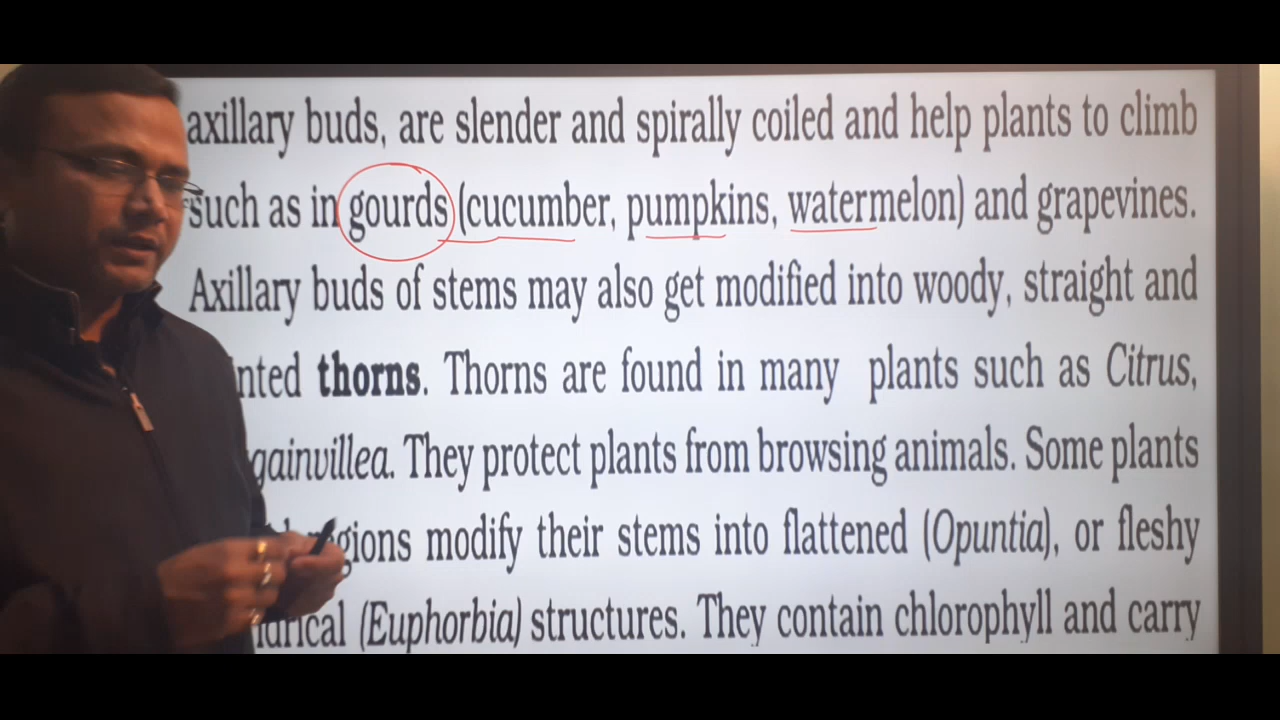 axillary buds, are slender and spirally coiled and help plants to climb
such as in gourds (cucumber, pumpkins, watermelon) and grapevines.
Axillary buds of stems may also get modified into woody, straight and
thorns. Thorns are found in many plants such as Citrus,
They protect plants from browsing animals. Some plants
modify their stems into flattened (Opuntia), or fleshy
(Euphorbia) structures. They contain chlorophyll and carry